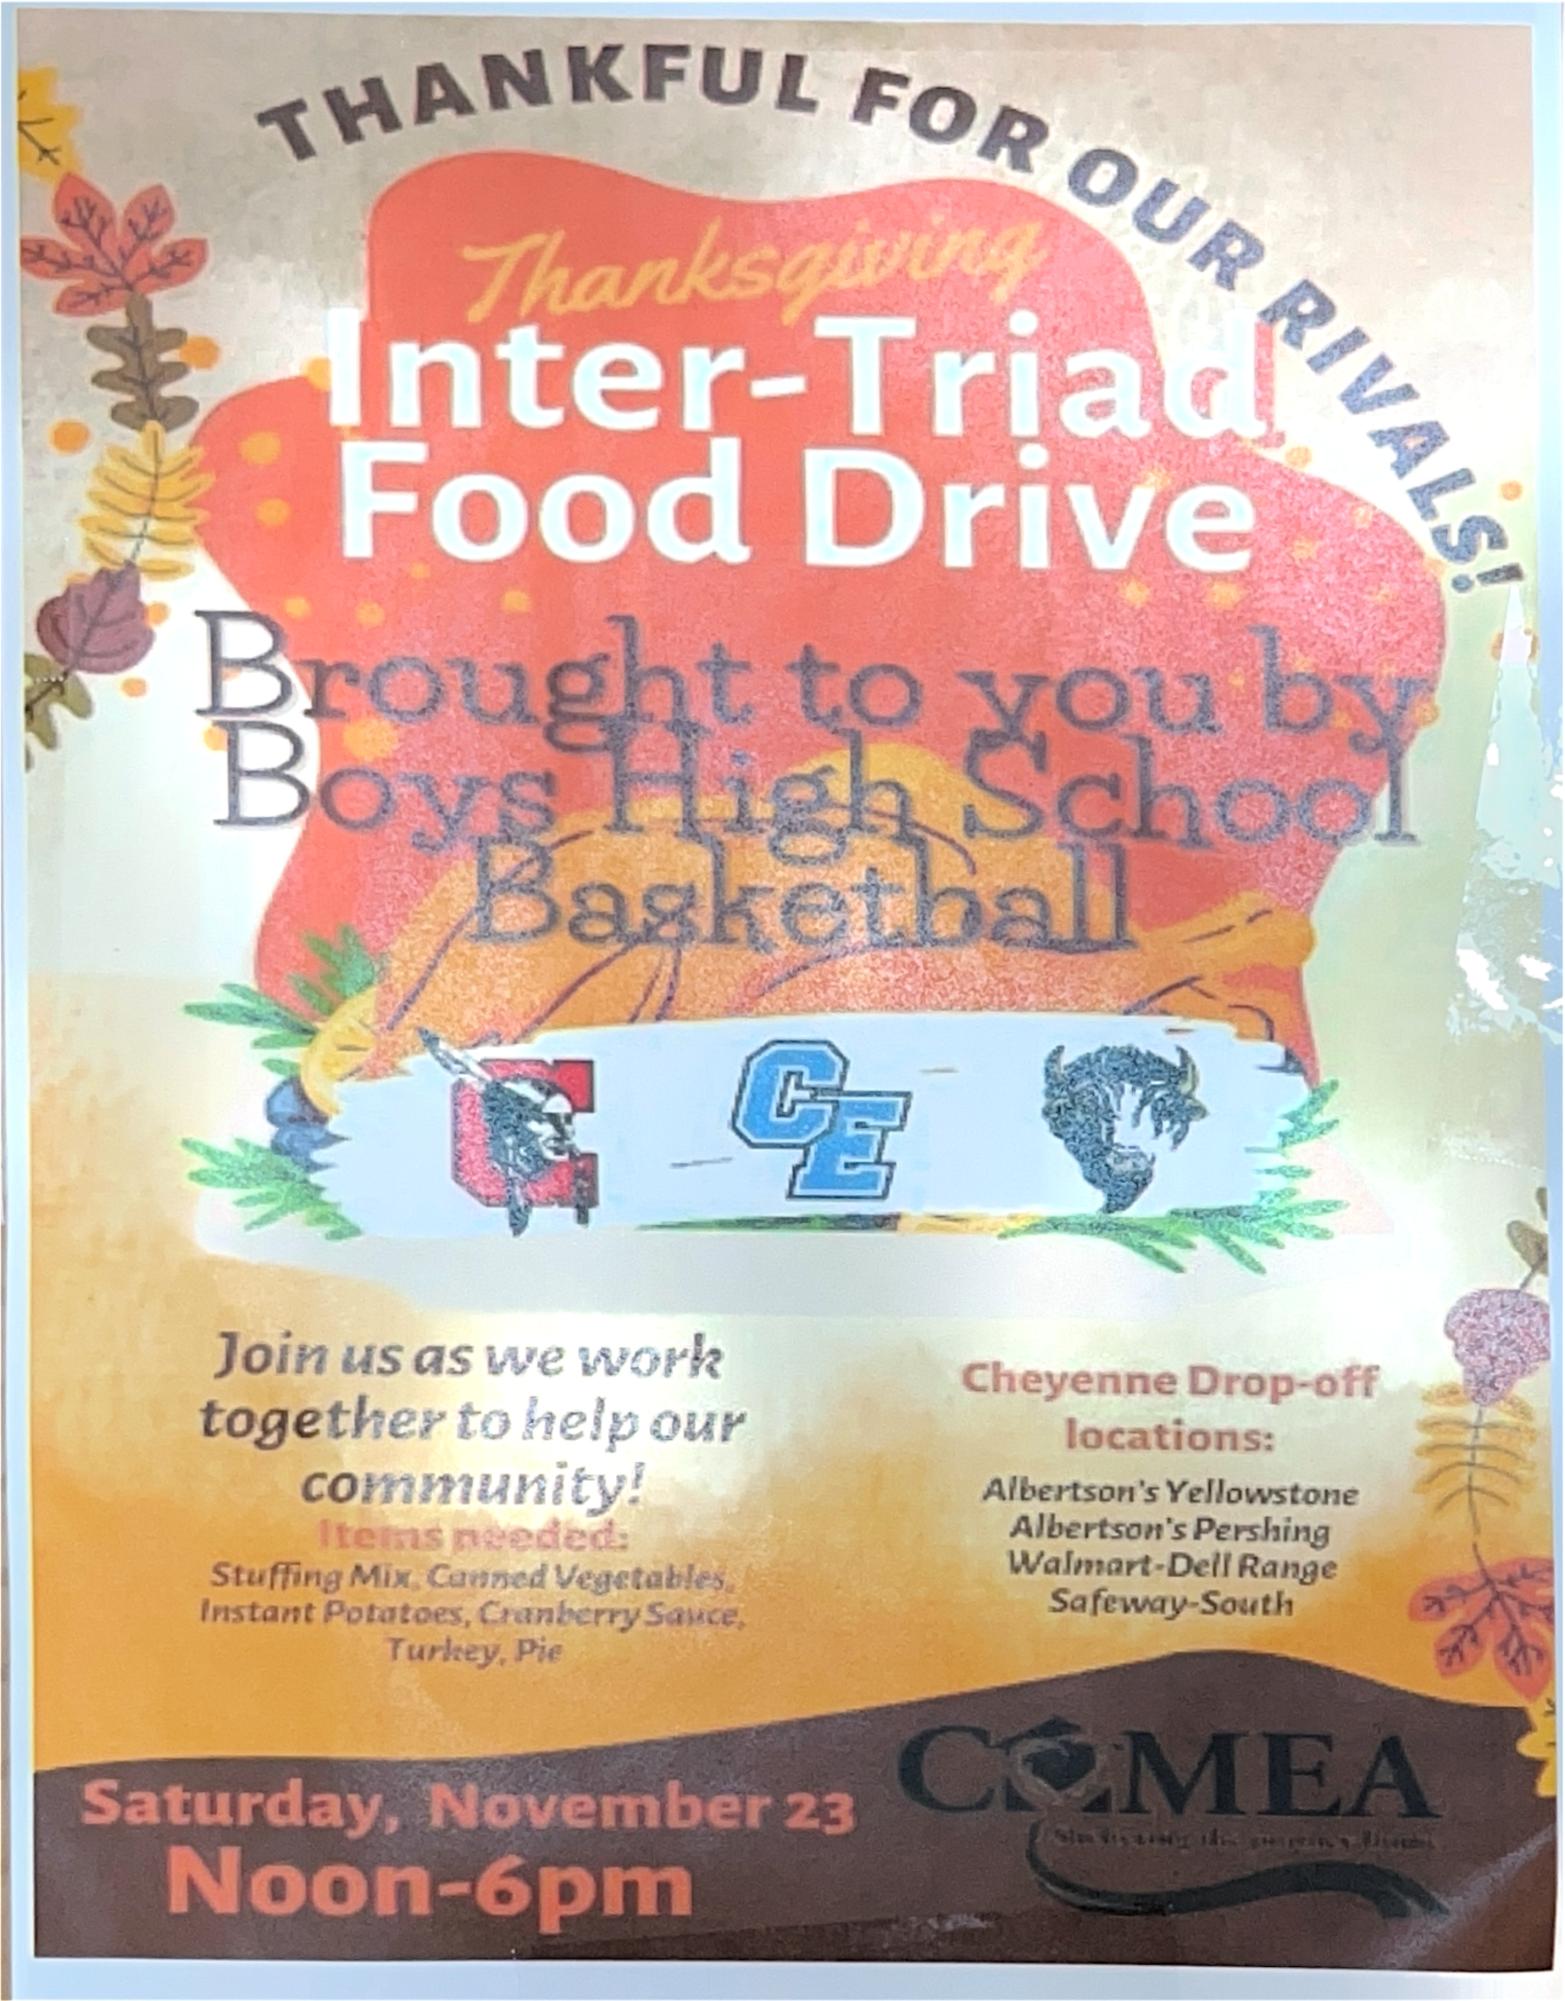 THANKFUL FOR OUR RIVALS!
Thanksgiving
Inter-Triad
Food Drive
Brought to you by
Boys High School
Basketball
C
CE
Join us as we work
together to help our
community!
Items needed:
Stuffing Mix, Canned Vegetables,
Instant Potatoes, Cranberry Sauce,
Turkey, Pie
Cheyenne Drop-off
locations:
Albertson's Yellowstone
Albertson's Pershing
Walmart-Dell Range
Safeway-South
Saturday, November 23
Noon-6pm
COMEA